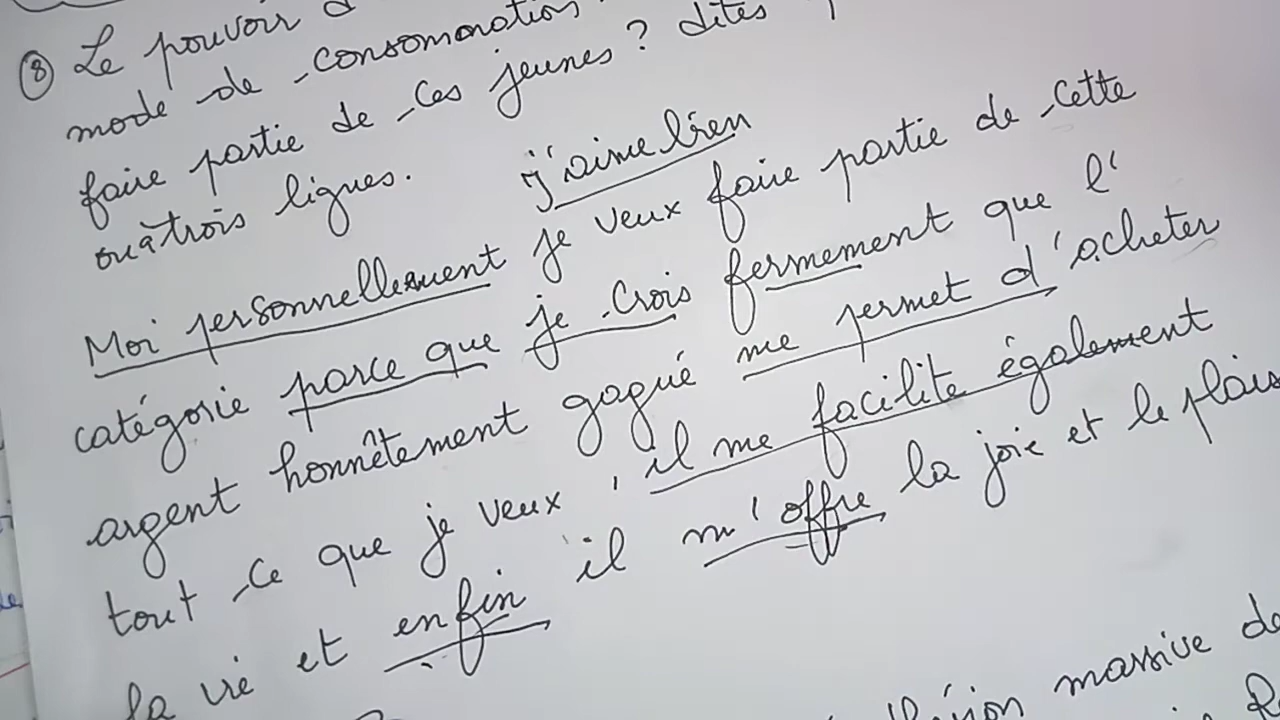 ⑧ Le pouvoir d
mode de consommation
faire partie de ces jeunes ? dites
ou à trois lignes.
j'aime bien
Moi personnellement je veux faire partie de cette
catégorie parce que je crois fermement que l'
argent honnêtement gagné me permet d'acheter
tout ce que je veux, il me facilite également
la vie et enfin il m'offre la joie et le plais
massive de